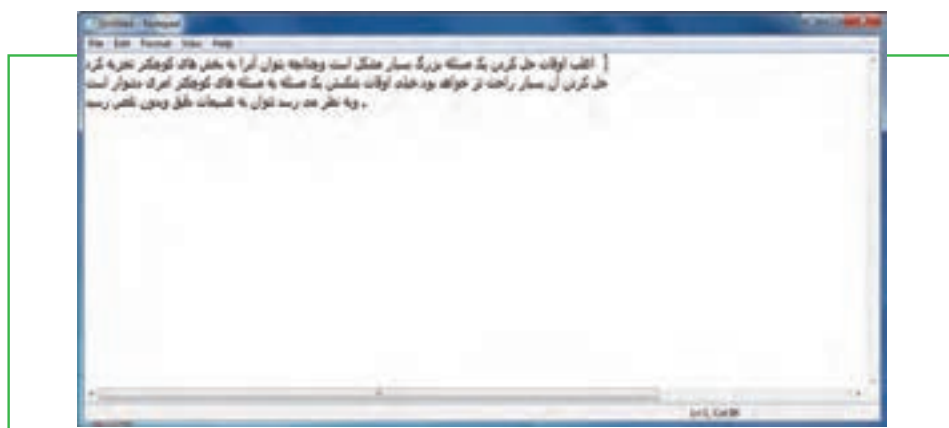 Untitled - Notepad
File Edit Format View Help
اغلب اوقات حل کردن یک مسئله بزرگ بسیار مشکل است وچنانچه بتوان آنرا به بخش های کوچکتر تجزیه کرد
حل کردن آن بسیار راحت تر خواهد بود.خیلی اوقات شکستن یک مسئله به مسئله های کوچکتر امری دشوار است
وبه نظر می رسد نتوان به تقسیمات دقیق وبدون نقص رسید .